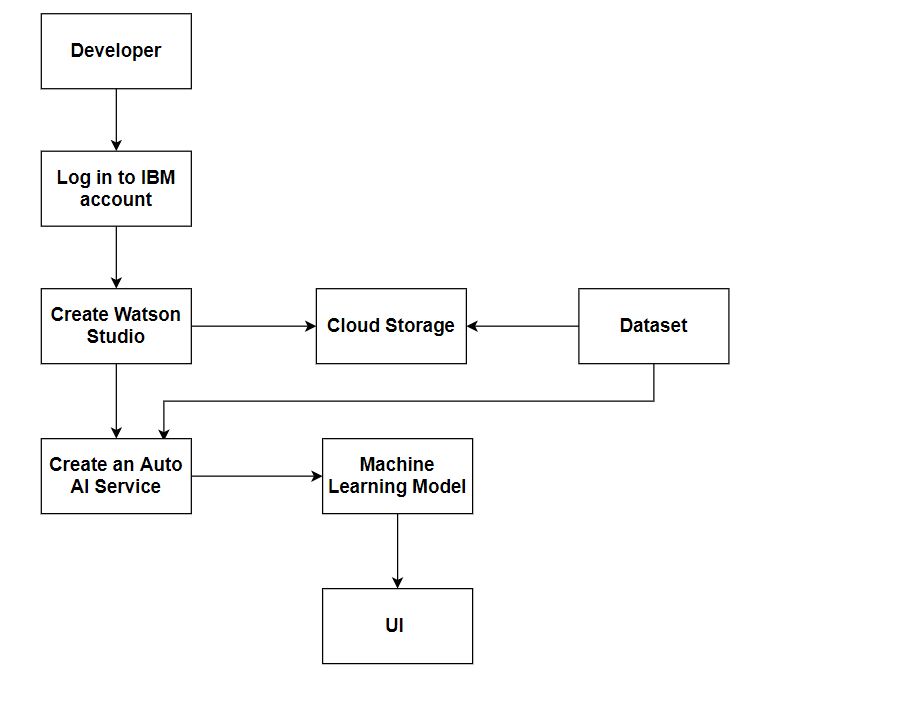 Developer
Log in to IBM
account
Create Watson
Studio
Cloud Storage
Dataset
Create an Auto
AI Service
Machine
Learning Model
UI